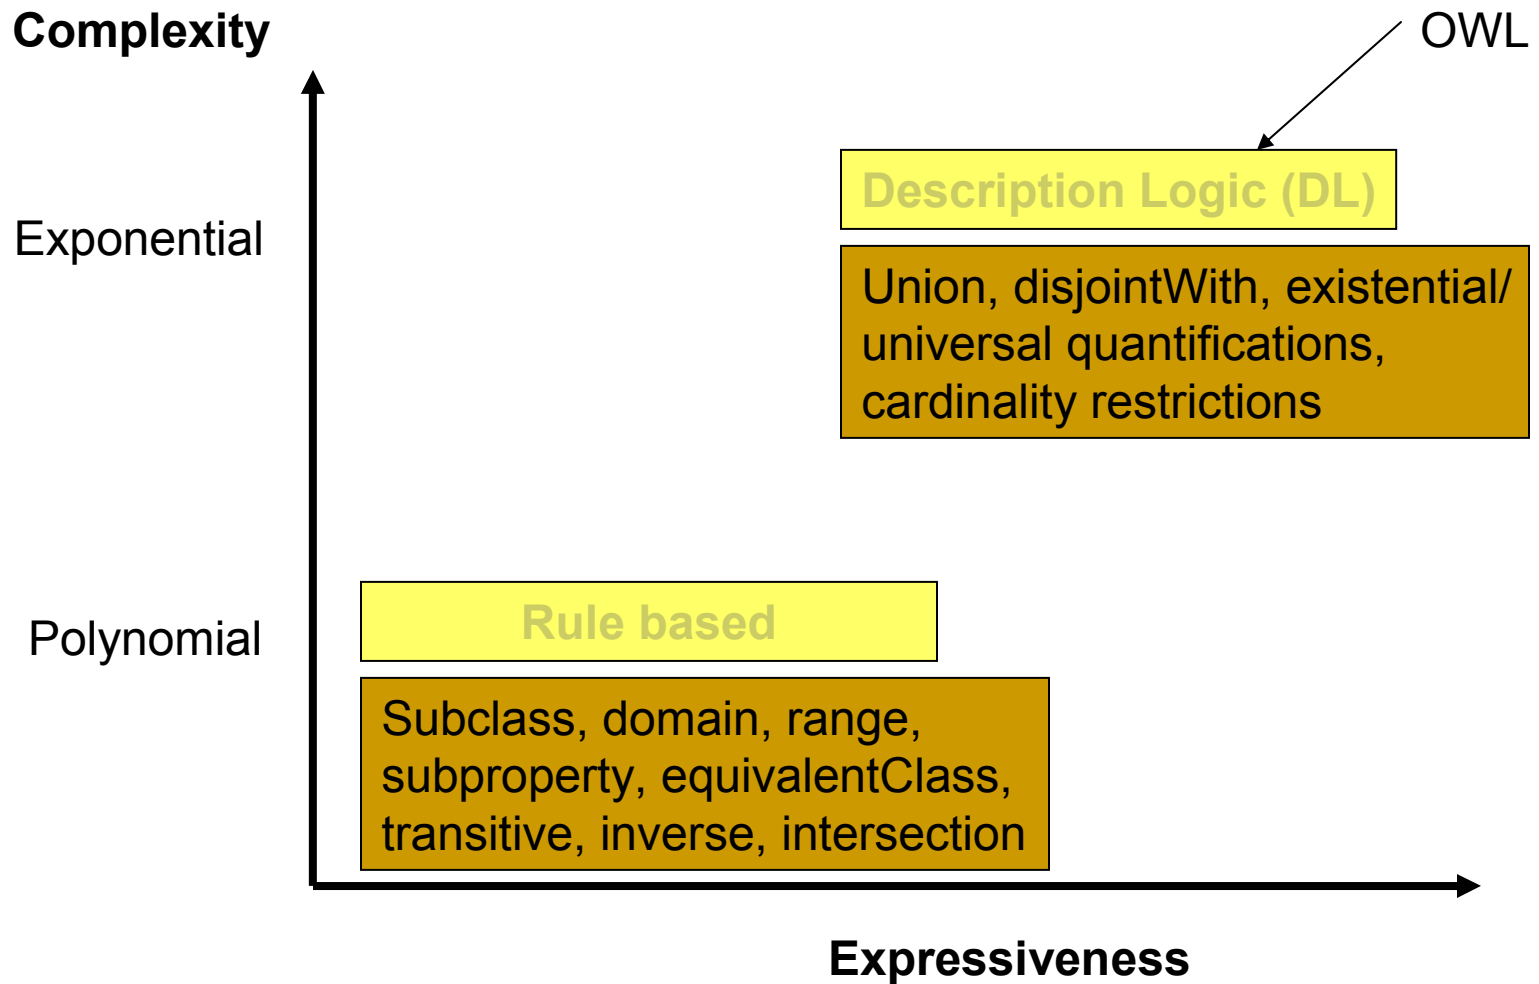 Complexity
OWL
Description Logic (DL)
Exponential
Union, disjointWith, existential/
universal quantifications,
cardinality restrictions
Rule based
Polynomial
Subclass, domain, range,
subproperty, equivalentClass,
transitive, inverse, intersection
Expressiveness